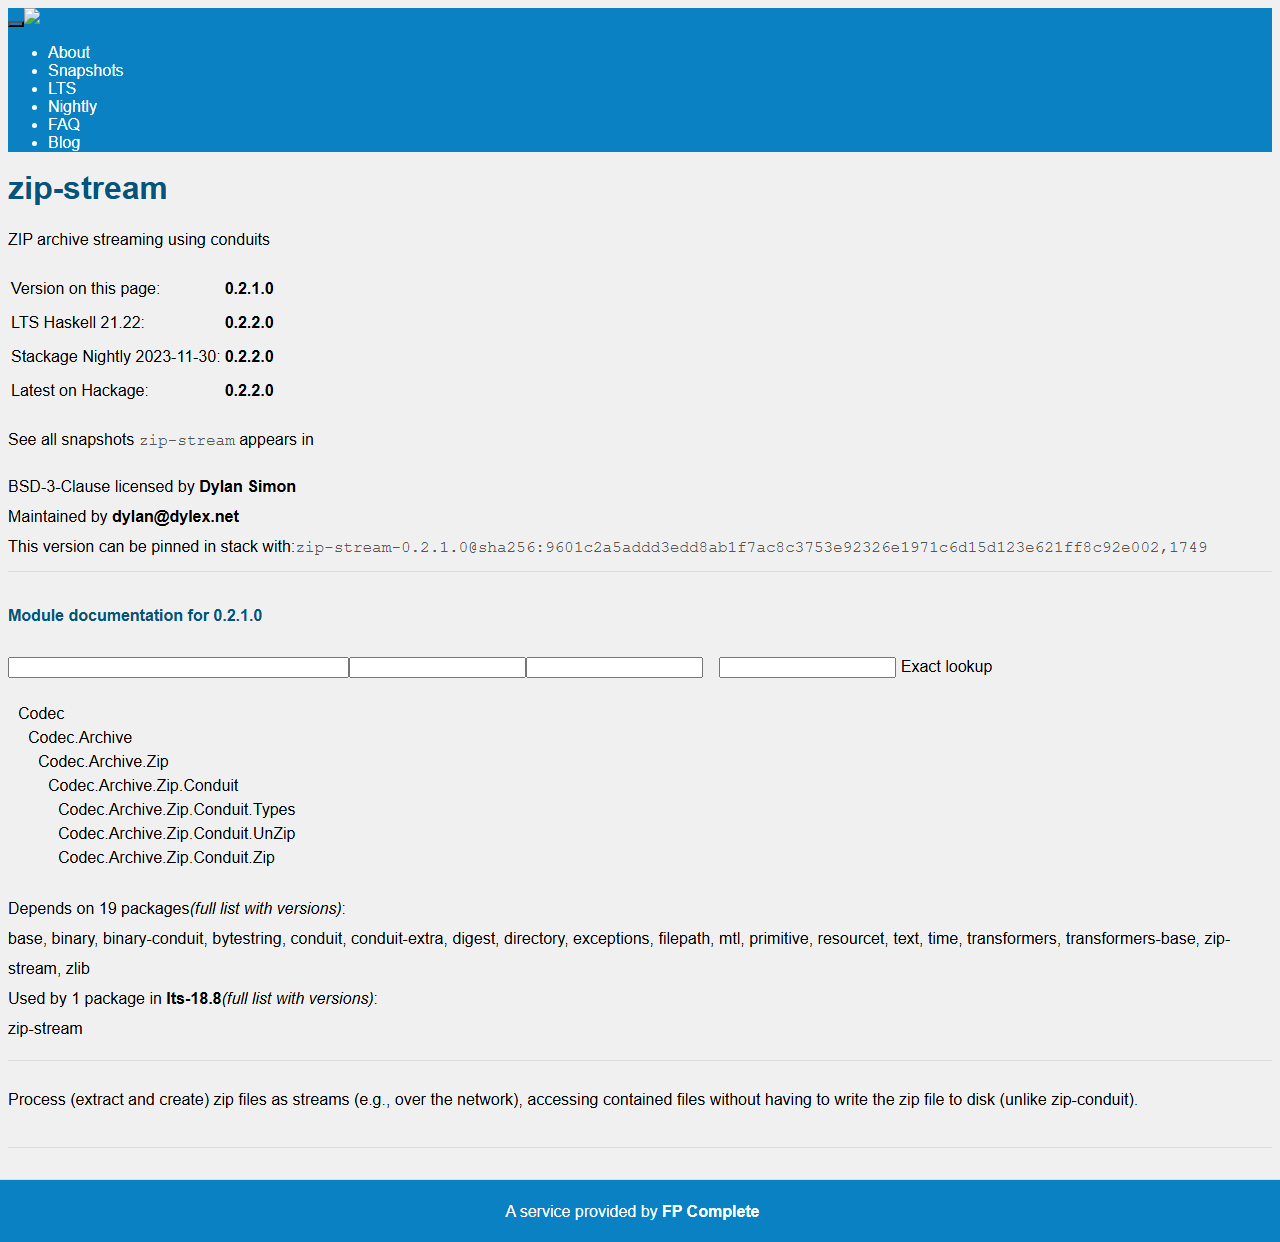 About
Snapshots
LTS
Nightly
FAQ
Blog
zip-stream
ZIP archive streaming using conduits
Version on this page: 0.2.1.0
LTS Haskell 21.22: 0.2.2.0
Stackage Nightly 2023-11-30: 0.2.2.0
Latest on Hackage: 0.2.2.0
See all snapshots zip-stream appears in
BSD-3-Clause licensed by Dylan Simon
Maintained by dylan@dylex.net
This version can be pinned in stack with:zip-stream-0.2.1.0@sha256:9601c2a5addd3edd8ab1f7ac8c3753e92326e1971c6d15d123e621ff8c92e002,1749
Module documentation for 0.2.1.0
Exact lookup
Codec
Codec.Archive
Codec.Archive.Zip
Codec.Archive.Zip.Conduit
Codec.Archive.Zip.Conduit.Types
Codec.Archive.Zip.Conduit.UnZip
Codec.Archive.Zip.Conduit.Zip
Depends on 19 packages(full list with versions):
base, binary, binary-conduit, bytestring, conduit, conduit-extra, digest, directory, exceptions, filepath, mtl, primitive, resourcet, text, time, transformers, transformers-base, zip-
stream, zlib
Used by 1 package in lts-18.8(full list with versions):
zip-stream
Process (extract and create) zip files as streams (e.g., over the network), accessing contained files without having to write the zip file to disk (unlike zip-conduit).
A service provided by FP Complete